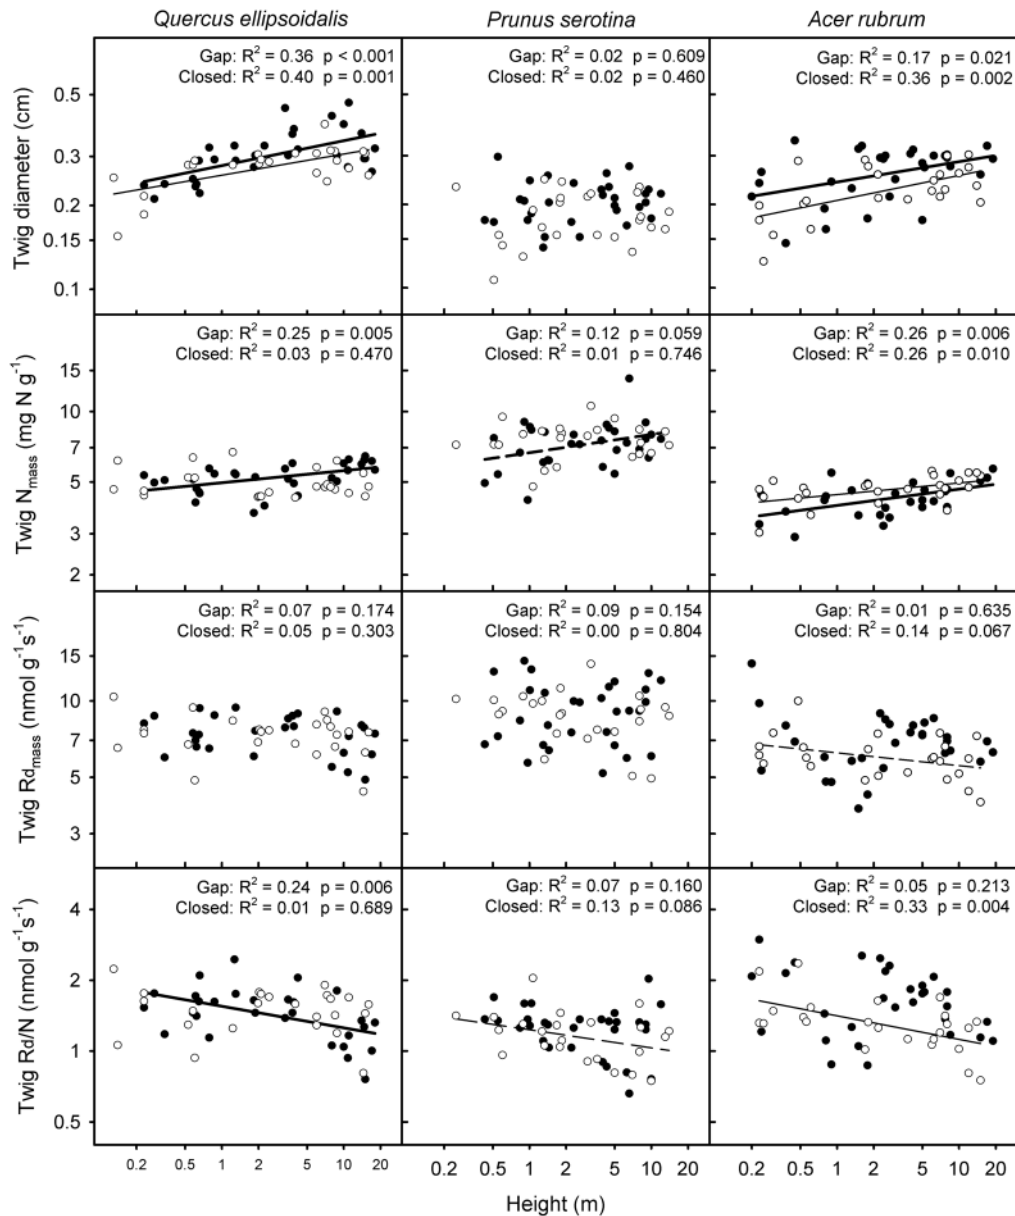 Quercus ellipsoidalis Prunus serotina Acer rubrum
Gap: R² = 0.36 p < 0.001
Closed: R² = 0.40 p = 0.001
Gap: R² = 0.02 p = 0.609
Closed: R² = 0.02 p = 0.460
Gap: R² = 0.17 p = 0.021
Closed: R² = 0.36 p = 0.002
Twig diameter (cm)
0.5
0.3
0.2
0.15
0.1
Gap: R² = 0.25 p = 0.005
Closed: R² = 0.03 p = 0.470
Gap: R² = 0.12 p = 0.059
Closed: R² = 0.01 p = 0.746
Gap: R² = 0.26 p = 0.006
Closed: R² = 0.26 p = 0.010
Twig Nmass (mg N g⁻¹)
15
10
7
5
3
2
Gap: R² = 0.07 p = 0.174
Closed: R² = 0.05 p = 0.303
Gap: R² = 0.09 p = 0.154
Closed: R² = 0.00 p = 0.804
Gap: R² = 0.01 p = 0.635
Closed: R² = 0.14 p = 0.067
Twig Rdmass (nmol g⁻¹s⁻¹)
15
10
7
5
3
Gap: R² = 0.24 p = 0.006
Closed: R² = 0.01 p = 0.689
Gap: R² = 0.07 p = 0.160
Closed: R² = 0.13 p = 0.086
Gap: R² = 0.05 p = 0.213
Closed: R² = 0.33 p = 0.004
Twig Rd/N (nmol g⁻¹s⁻¹)
4
2
1
0.5
0.2 0.5 1 2 5 10 20 0.2 0.5 1 2 5 10 20 0.2 0.5 1 2 5 10 20
Height (m)